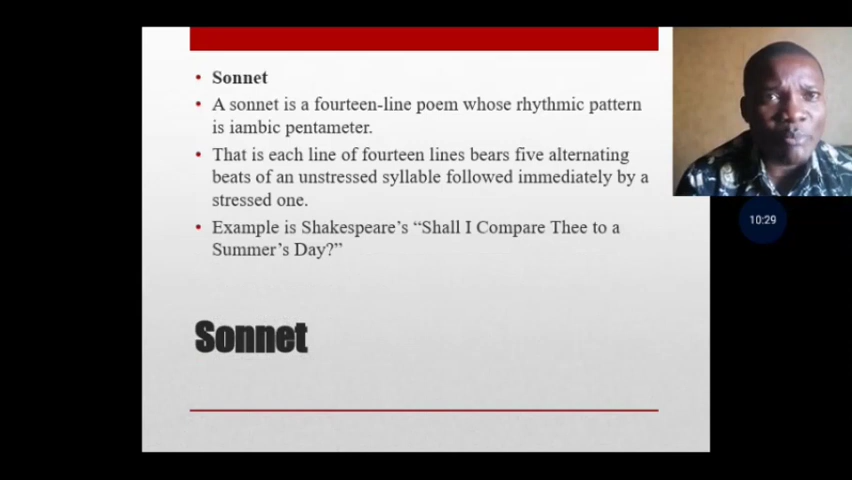 Sonnet
A sonnet is a fourteen-line poem whose rhythmic pattern
is iambic pentameter.
That is each line of fourteen lines bears five alternating
beats of an unstressed syllable followed immediately by a
stressed one.
Example is Shakespeare's “Shall I Compare Thee to a
Summer's Day?”
Sonnet
10:29